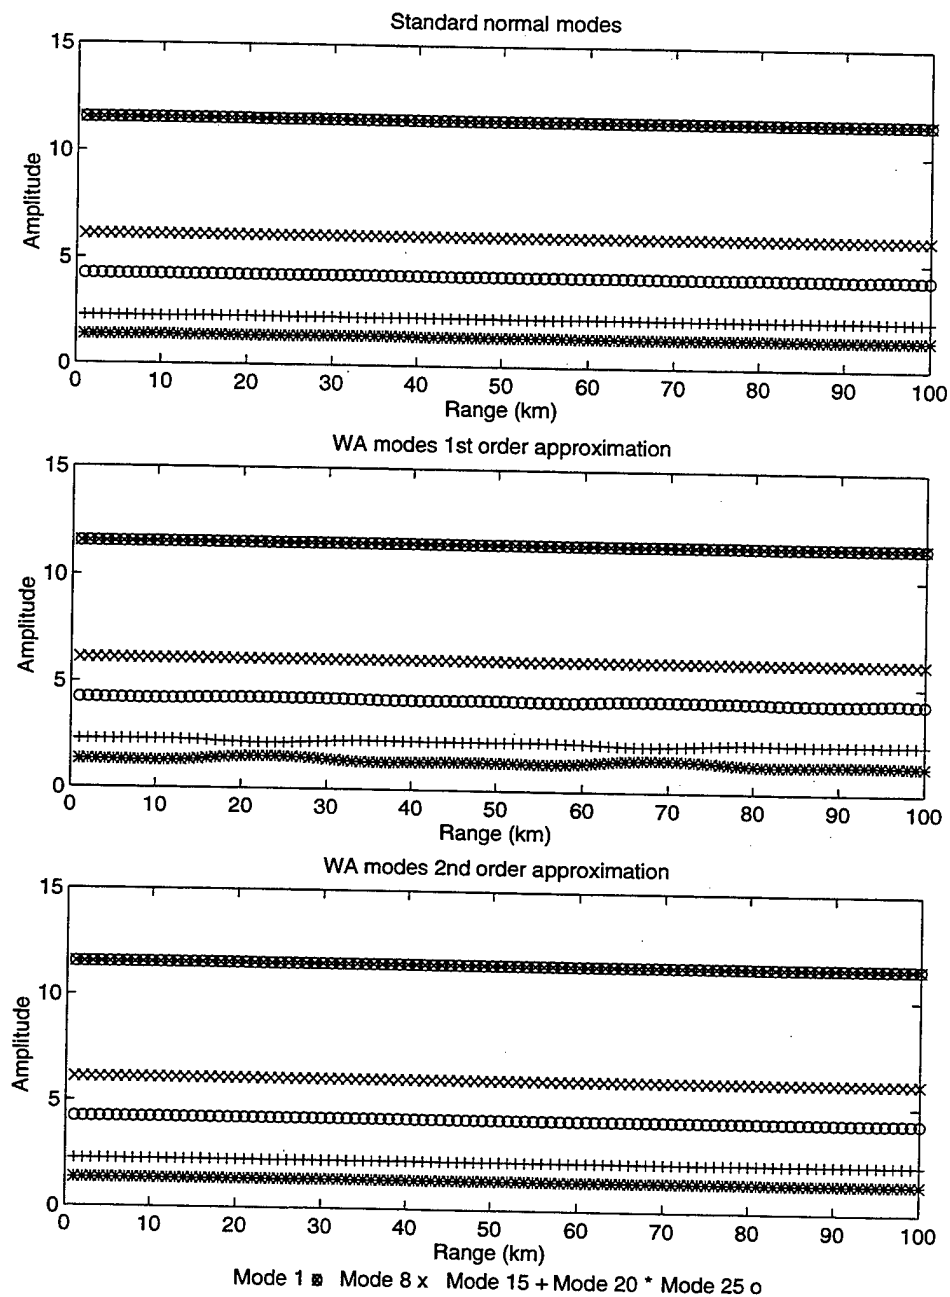 Standard normal modes
15
10
5
0
Amplitude
0 10 20 30 40 50 60 70 80 90 100
Range (km)
WA modes 1st order approximation
15
10
5
0
Amplitude
0 10 20 30 40 50 60 70 80 90 100
Range (km)
WA modes 2nd order approximation
15
10
5
0
Amplitude
0 10 20 30 40 50 60 70 80 90 100
Range (km)
Mode 1 ⊠ Mode 8 x Mode 15 + Mode 20 * Mode 25 o